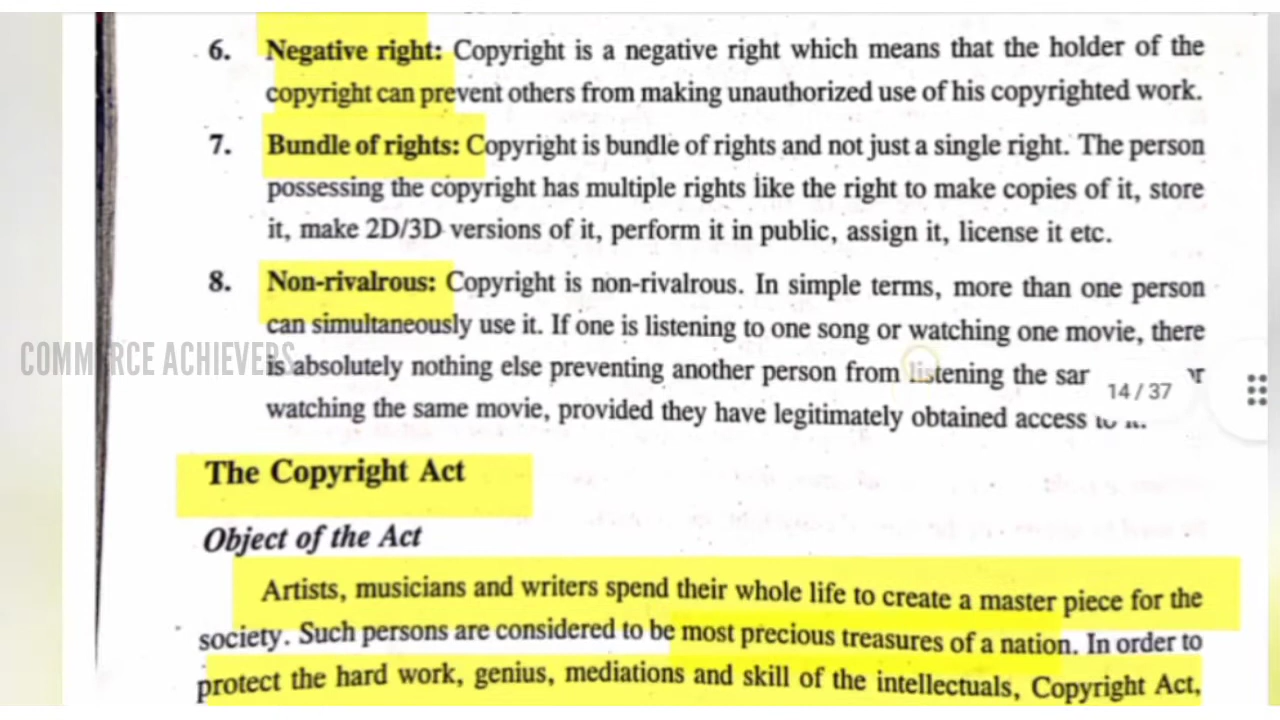 6. Negative right: Copyright is a negative right which means that the holder of the
copyright can prevent others from making unauthorized use of his copyrighted work.
7. Bundle of rights: Copyright is bundle of rights and not just a single right. The person
possessing the copyright has multiple rights like the right to make copies of it, store
it, make 2D/3D versions of it, perform it in public, assign it, license it etc.
8. Non-rivalrous: Copyright is non-rivalrous. In simple terms, more than one person
can simultaneously use it. If one is listening to one song or watching one movie, there
COMMERCE ACHIEVERS
is absolutely nothing else preventing another person from listening the
14 / 37
watching the same movie, provided they have legitimately obtained access
The Copyright Act
Object of the Act
Artists, musicians and writers spend their whole life to create a master piece for the
society. Such persons are considered to be most precious treasures of a nation. In order to
protect the hard work, genius, mediations and skill of the intellectuals, Copyright Act,